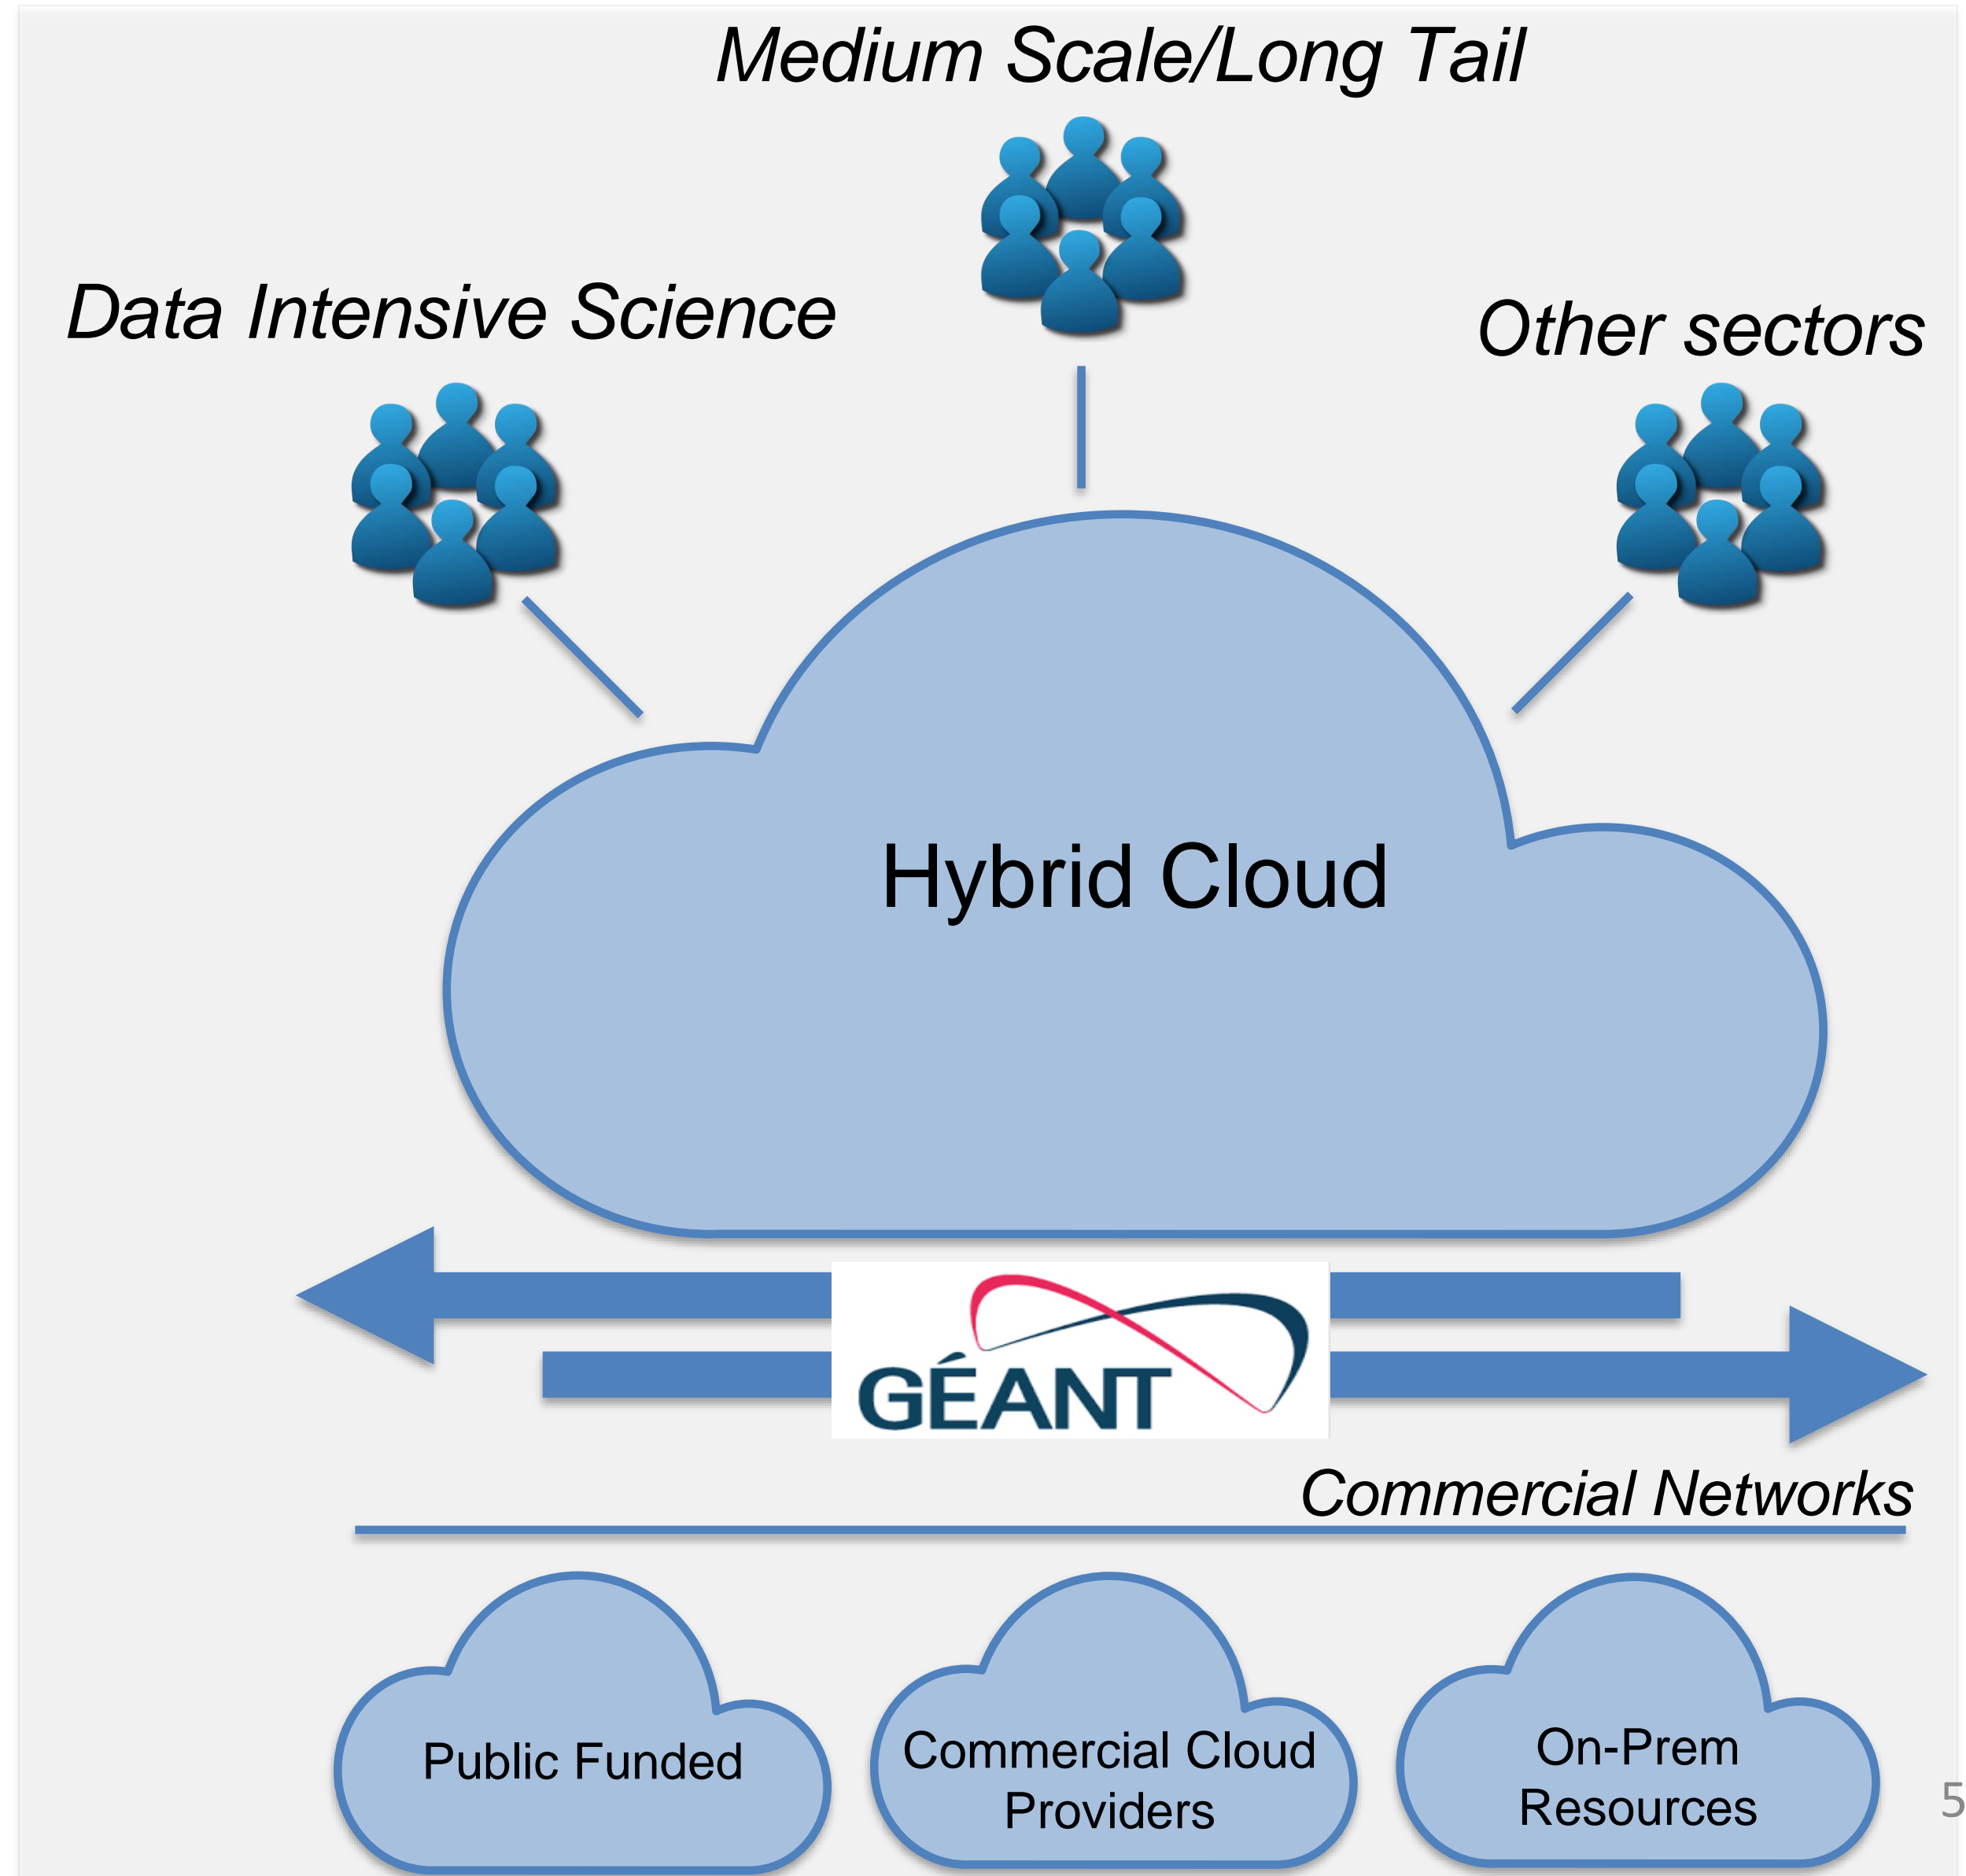 Medium Scale/Long Tail
Data Intensive Science
Other sectors
Hybrid Cloud
GÉANT
Commercial Networks
Public Funded
Commercial Cloud
Providers
On-Prem
Resources
5